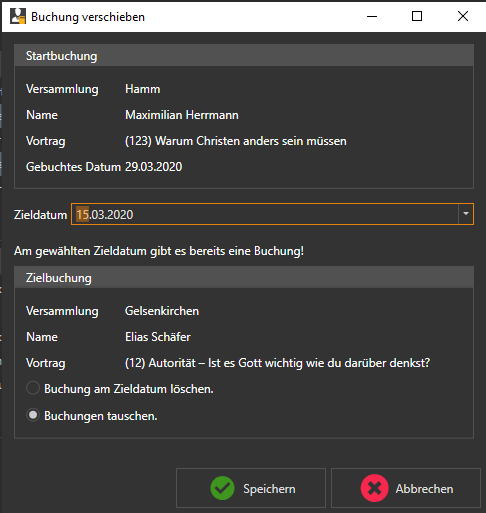 Buchung verschieben
Startbuchung
Versammlung Hamm
Name Maximilian Herrmann
Vortrag (123) Warum Christen anders sein müssen
Gebuchtes Datum 29.03.2020
Zieldatum 15.03.2020
Am gewählten Zieldatum gibt es bereits eine Buchung!
Zielbuchung
Versammlung Gelsenkirchen
Name Elias Schäfer
Vortrag (12) Autorität – Ist es Gott wichtig wie du darüber denkst?
Buchung am Zieldatum löschen.
Buchungen tauschen.
Speichern Abbrechen